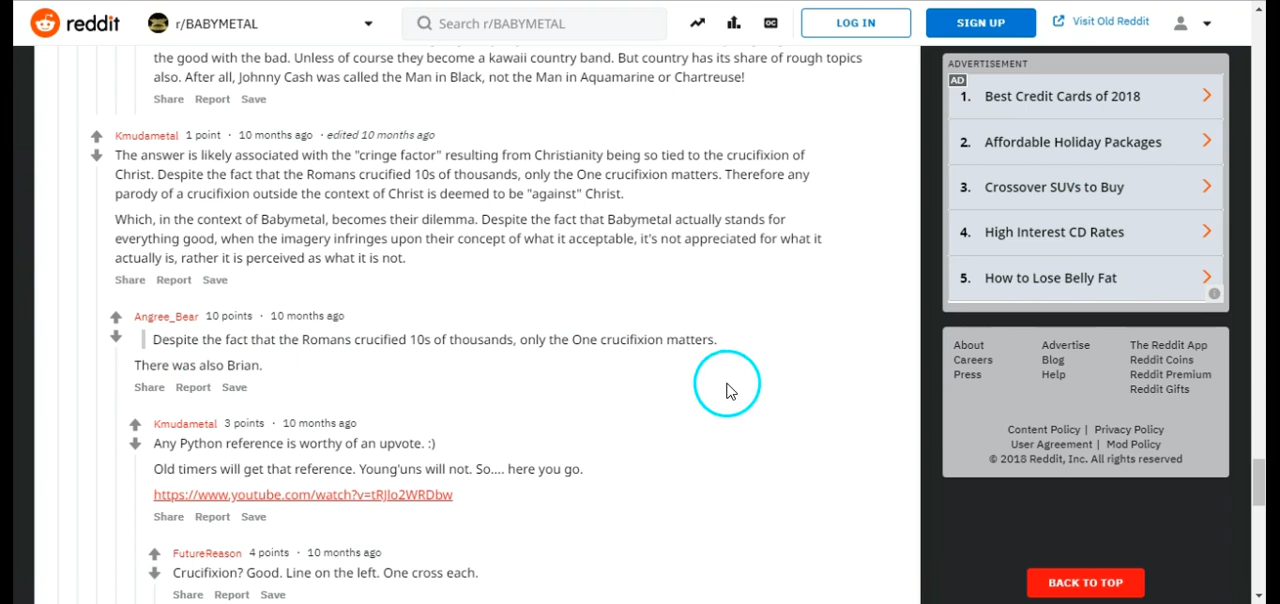 reddit
r/BABYMETAL
Search r/BABYMETAL
LOG IN
SIGN UP
Visit Old Reddit
the good with the bad. Unless of course they become a kawaii country band. But country has its share of rough topics
also. After all, Johnny Cash was called the Man in Black, not the Man in Aquamarine or Chartreuse!
Share Report Save
Kmudametal 1 point · 10 months ago · edited 10 months ago
The answer is likely associated with the "cringe factor" resulting from Christianity being so tied to the crucifixion of
Christ. Despite the fact that the Romans crucified 10s of thousands, only the One crucifixion matters. Therefore any
parody of a crucifixion outside the context of Christ is deemed to be "against" Christ.
Which, in the context of Babymetal, becomes their dilemma. Despite the fact that Babymetal actually stands for
everything good, when the imagery infringes upon their concept of what it acceptable, it's not appreciated for what it
actually is, rather it is perceived as what it is not.
Share Report Save
Angree_Bear 10 points · 10 months ago
Despite the fact that the Romans crucified 10s of thousands, only the One crucifixion matters.
There was also Brian.
Share Report Save
Kmudametal 3 points · 10 months ago
Any Python reference is worthy of an upvote. :)
Old timers will get that reference. Young'uns will not. So.... here you go.
https://www.youtube.com/watch?v=tRJlo2WRDbw
Share Report Save
FutureReason 4 points · 10 months ago
Crucifixion? Good. Line on the left. One cross each.
Share Report Save
ADVERTISEMENT
AD
1. Best Credit Cards of 2018
2. Affordable Holiday Packages
3. Crossover SUVs to Buy
4. High Interest CD Rates
5. How to Lose Belly Fat
About Advertise The Reddit App
Careers Blog Reddit Coins
Press Help Reddit Premium
Reddit Gifts
Content Policy | Privacy Policy
User Agreement | Mod Policy
© 2018 Reddit, Inc. All rights reserved
BACK TO TOP